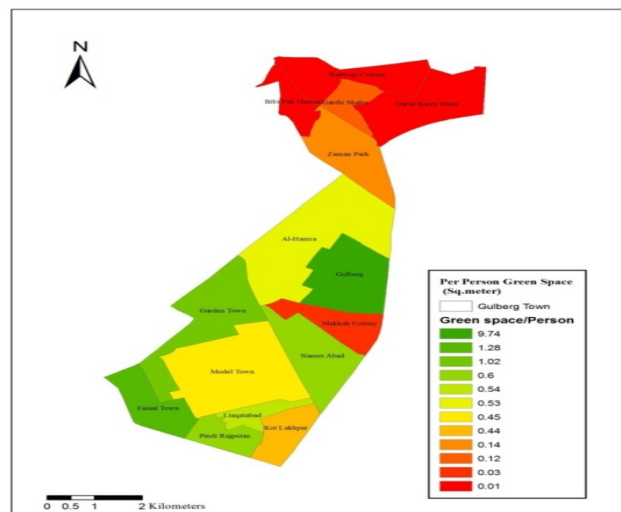 N
Railway Colony
Bibi Pak Daman
Garhi Shahu
Daras Barry Mian
Zaman Park
Al-Hamra
Gulberg
Garden Town
Makkah Colony
Naseer Abad
Model Town
Faisal Town
Liaqatabad
Kot Lakhpat
Pindi Rajputan
Per Person Green Space
(Sq.meter)
Gulberg Town
Green space/Person
9.74
1.28
1.02
0.6
0.54
0.53
0.45
0.44
0.14
0.12
0.03
0.01
0 0.5 1 2 Kilometers